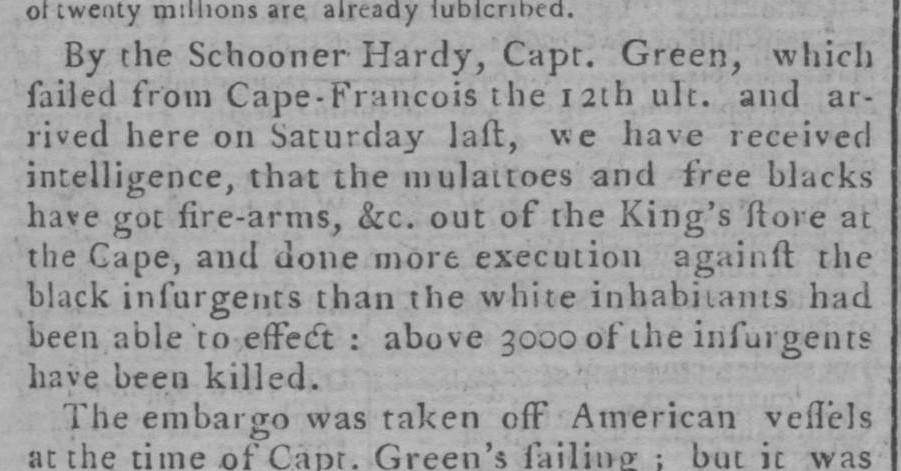 of twenty millions are already ſubſcribed.
By the Schooner Hardy, Capt. Green, which
ſailed from Cape-Francois the 12th ult. and ar-
rived here on Saturday laſt, we have received
intelligence, that the mulattoes and free blacks
have got fire-arms, &c. out of the King's ſtore at
the Cape, and done more execution againſt the
black inſurgents than the white inhabitants had
been able to effect : above 3000 of the inſurgents
have been killed.
The embargo was taken off American veſſels
at the time of Capt. Green's ſailing ; but it was